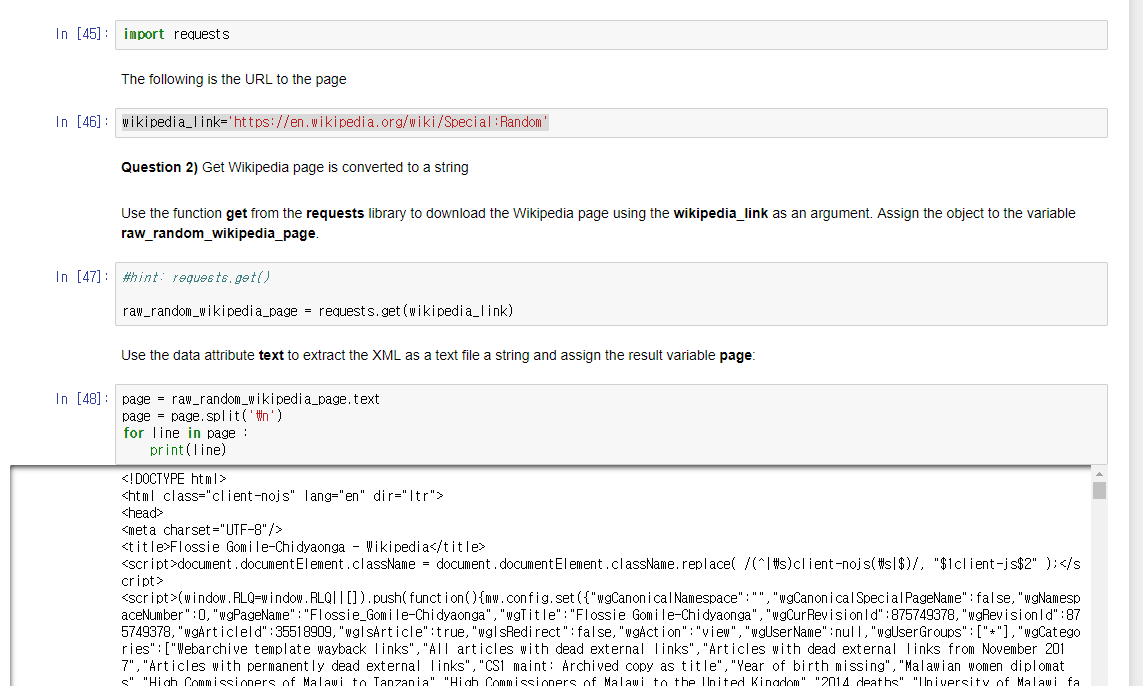 In [45]: import requests
The following is the URL to the page
In [46]: wikipedia_link='https://en.wikipedia.org/wiki/Special:Random'
Question 2) Get Wikipedia page is converted to a string
Use the function get from the requests library to download the Wikipedia page using the wikipedia_link as an argument. Assign the object to the variable
raw_random_wikipedia_page.
In [47]: #hint: requests.get()
raw_random_wikipedia_page = requests.get(wikipedia_link)
Use the data attribute text to extract the XML as a text file a string and assign the result variable page:
In [48]: page = raw_random_wikipedia_page.text
page = page.split('₩n')
for line in page :
print(line)
<!DOCTYPE html>
<html class="client-nojs" lang="en" dir="ltr">
<head>
<meta charset="UTF-8"/>
<title>Flossie Gomile-Chidyaonga - Wikipedia</title>
<script>document.documentElement.className = document.documentElement.className.replace( /(^|₩s)client-nojs(₩s|$)/, "$1client-js$2" );</s
cript>
<script>(window.RLQ=window.RLQ||[]).push(function(){mw.config.set({"wgCanonicalNamespace":"","wgCanonicalSpecialPageName":false,"wgNamesp
aceNumber":0,"wgPageName":"Flossie_Gomile-Chidyaonga","wgTitle":"Flossie Gomile-Chidyaonga","wgCurRevisionId":875749378,"wgRevisionId":87
5749378,"wgArticleId":35518909,"wgIsArticle":true,"wgIsRedirect":false,"wgAction":"view","wgUserName":null,"wgUserGroups":["*"],"wgCatego
ries":["Webarchive template wayback links","All articles with dead external links","Articles with dead external links from November 201
7","Articles with permanently dead external links","CS1 maint: Archived copy as title","Year of birth missing","Malawian women diplomat
s","High Commissioners of Malawi to Tanzania","High Commissioners of Malawi to the United Kingdom","2014 deaths","University of Malawi fa